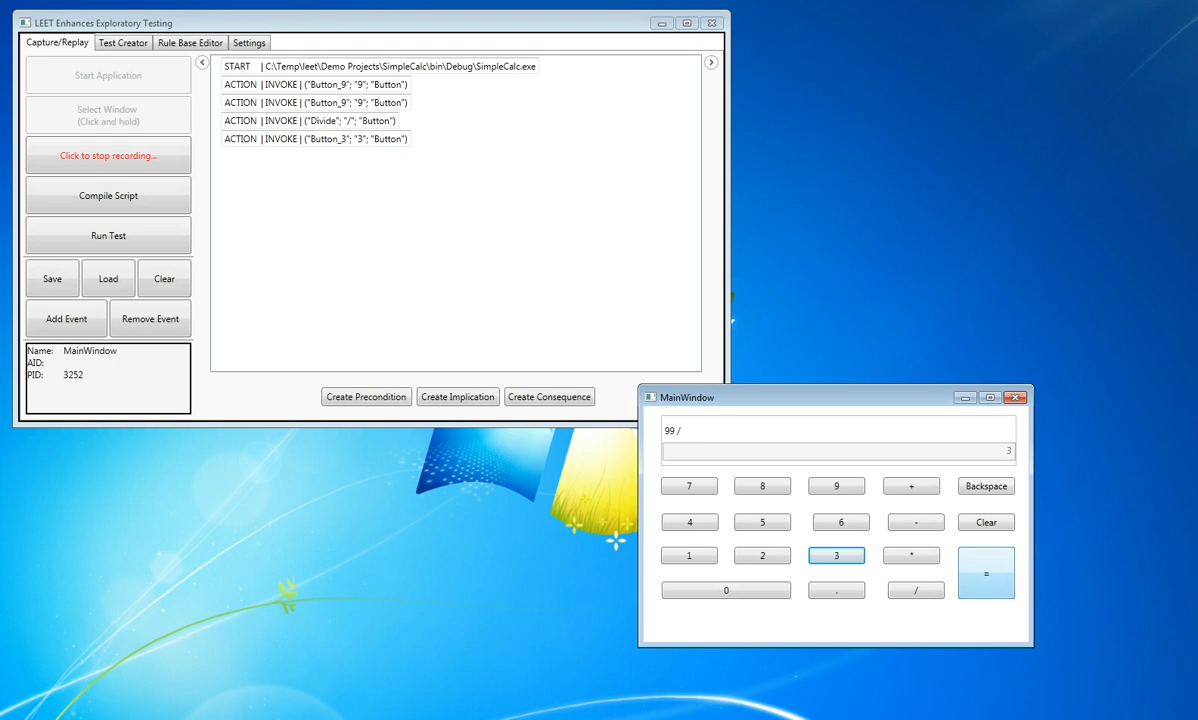 LEET Enhances Exploratory Testing
Capture/Replay Test Creator Rule Base Editor Settings
Start Application
Select Window
(Click and hold)
Click to stop recording...
Compile Script
Run Test
Save Load Clear
Add Event Remove Event
Name: MainWindow
AID:
PID: 3252
START | C:\Temp\leet\Demo Projects\SimpleCalc\bin\Debug\SimpleCalc.exe
ACTION | INVOKE | ("Button_9"; "9"; "Button")
ACTION | INVOKE | ("Button_9"; "9"; "Button")
ACTION | INVOKE | ("Divide"; "/"; "Button")
ACTION | INVOKE | ("Button_3"; "3"; "Button")
Create Precondition Create Implication Create Consequence
MainWindow
99 /
3
7 8 9 + Backspace
4 5 6 - Clear
1 2 3 * =
0 . /